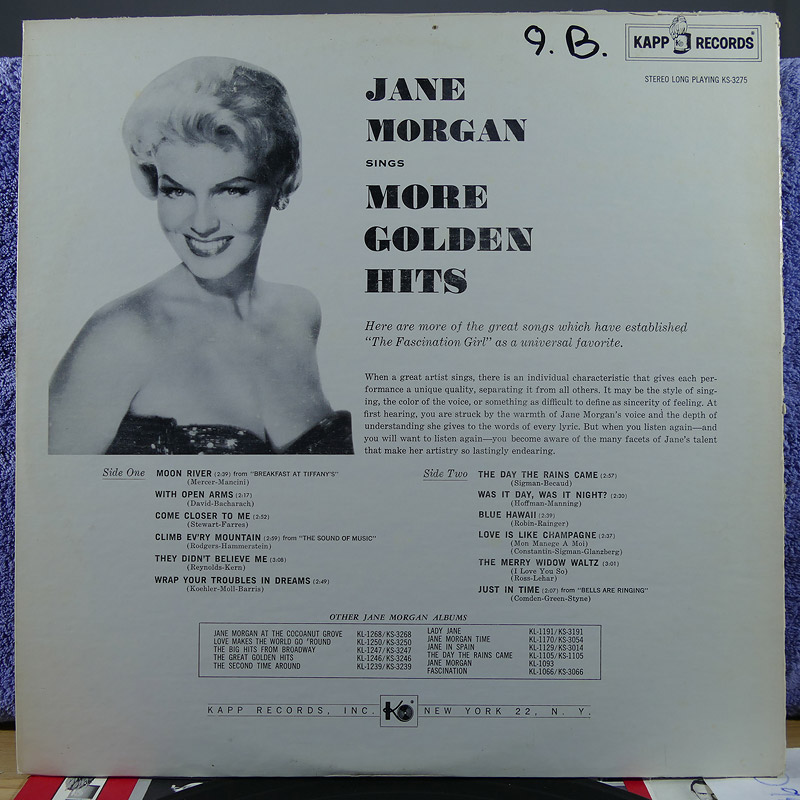 9. B.
KAPP K RECORDS
STEREO LONG PLAYING KS-3275
JANE
MORGAN
SINGS
MORE
GOLDEN
HITS
Here are more of the great songs which have established
"The Fascination Girl" as a universal favorite.
When a great artist sings, there is an individual characteristic that gives each per-
formance a unique quality, separating it from all others. It may be the style of sing-
ing, the color of the voice, or something as difficult to define as sincerity of feeling. At
first hearing, you are struck by the warmth of Jane Morgan's voice and the depth of
understanding she gives to the words of every lyric. But when you listen again—and
you will want to listen again—you become aware of the many facets of Jane's talent
that make her artistry so lastingly endearing.
Side One MOON RIVER (2:39) from "BREAKFAST AT TIFFANY'S"
(Mercer-Mancini)
WITH OPEN ARMS (2:17)
(David-Bacharach)
COME CLOSER TO ME (2:52)
(Stewart-Farres)
CLIMB EV'RY MOUNTAIN (2:59) from "THE SOUND OF MUSIC"
(Rodgers-Hammerstein)
THEY DIDN'T BELIEVE ME (3:08)
(Reynolds-Kern)
WRAP YOUR TROUBLES IN DREAMS (2:49)
(Koehler-Moll-Barris)
Side Two THE DAY THE RAINS CAME (2:57)
(Sigman-Becaud)
WAS IT DAY, WAS IT NIGHT? (2:30)
(Hoffman-Manning)
BLUE HAWAII (2:39)
(Robin-Rainger)
LOVE IS LIKE CHAMPAGNE (2:37)
(Mon Manege A Moi)
(Constantin-Sigman-Glanzberg)
THE MERRY WIDOW WALTZ (3:01)
(I Love You So)
(Ross-Lehar)
JUST IN TIME (2:07) from "BELLS ARE RINGING"
(Comden-Green-Styne)
OTHER JANE MORGAN ALBUMS
JANE MORGAN AT THE COCOANUT GROVE KL-1268/KS-3268
LOVE MAKES THE WORLD GO 'ROUND KL-1250/KS-3250
THE BIG HITS FROM BROADWAY KL-1247/KS-3247
THE GREAT GOLDEN HITS KL-1246/KS-3246
THE SECOND TIME AROUND KL-1239/KS-3239
LADY JANE KL-1191/KS-3191
JANE MORGAN TIME KL-1170/KS-3054
JANE IN SPAIN KL-1129/KS-3014
THE DAY THE RAINS CAME KL-1105/KS-1105
JANE MORGAN KL-1093
FASCINATION KL-1066/KS-3066
KAPP RECORDS, INC. K NEW YORK 22, N. Y.